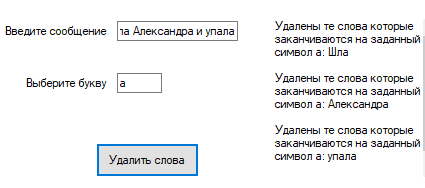 Введите сообщение
ла Александра и упала
Выберите букву
а
Удалить слова
Удалены те слова которые
заканчиваются на заданный
символ а: Шла
Удалены те слова которые
заканчиваются на заданный
символ а: Александра
Удалены те слова которые
заканчиваются на заданный
символ а: упала